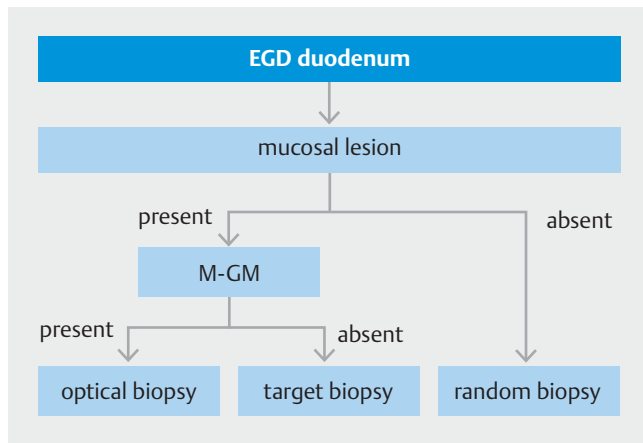 EGD duodenum
mucosal lesion
present
absent
M-GM
present
absent
optical biopsy
target biopsy
random biopsy